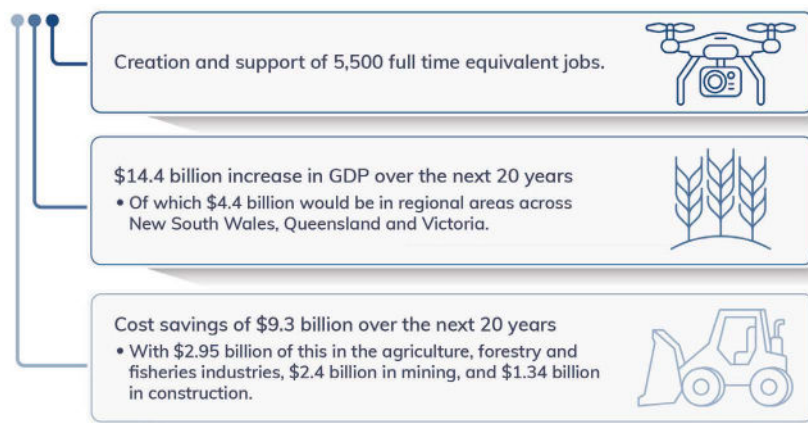 Creation and support of 5,500 full time equivalent jobs.
$14.4 billion increase in GDP over the next 20 years
• Of which $4.4 billion would be in regional areas across
New South Wales, Queensland and Victoria.
Cost savings of $9.3 billion over the next 20 years
• With $2.95 billion of this in the agriculture, forestry and
fisheries industries, $2.4 billion in mining, and $1.34 billion
in construction.